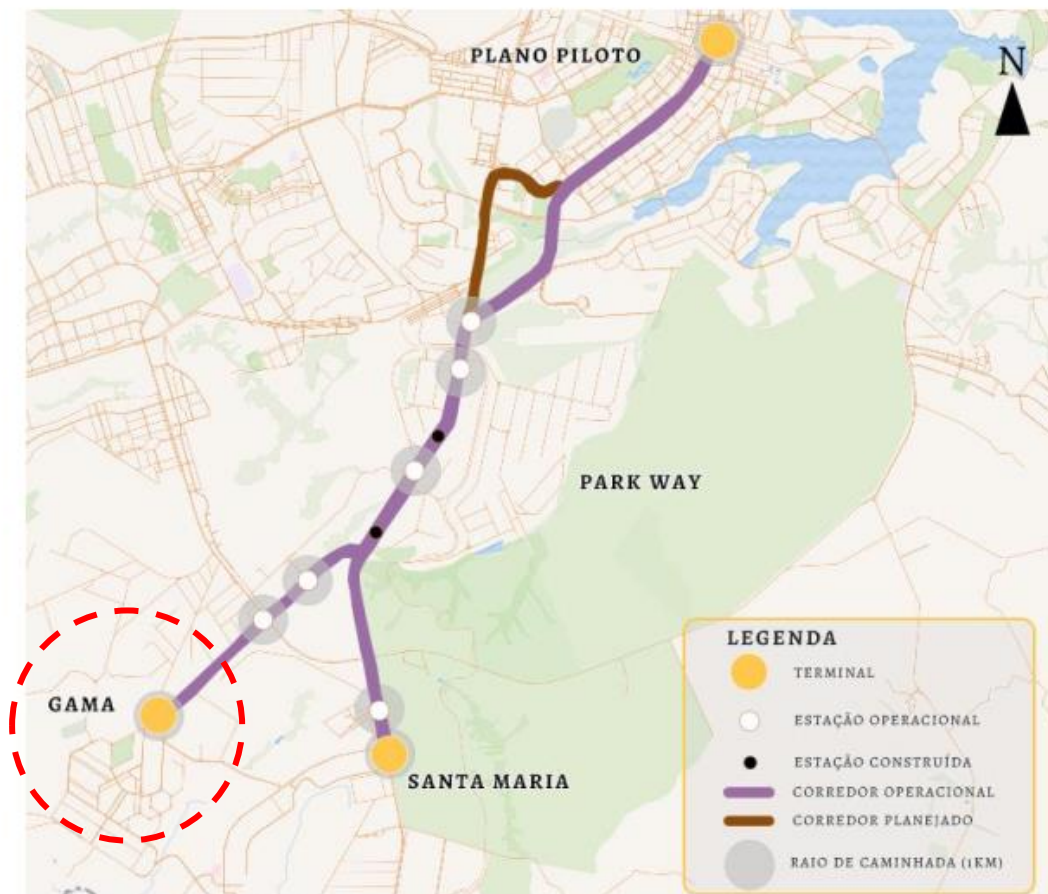 PLANO PILOTO
N
PARK WAY
GAMA
SANTA MARIA
LEGENDA
TERMINAL
ESTAÇÃO OPERACIONAL
ESTAÇÃO CONSTRUÍDA
CORREDOR OPERACIONAL
CORREDOR PLANEJADO
RAIO DE CAMINHADA (1KM)